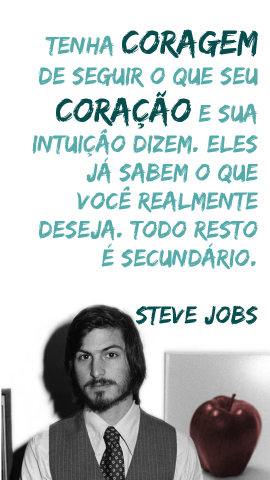 TENHA CORAGEM
DE SEGUIR O QUE SEU
CORAÇÃO E SUA
INTUIÇÃO DIZEM. ELES
JÁ SABEM O QUE
VOCÊ REALMENTE
DESEJA. TODO RESTO
É SECUNDÁRIO.
STEVE JOBS